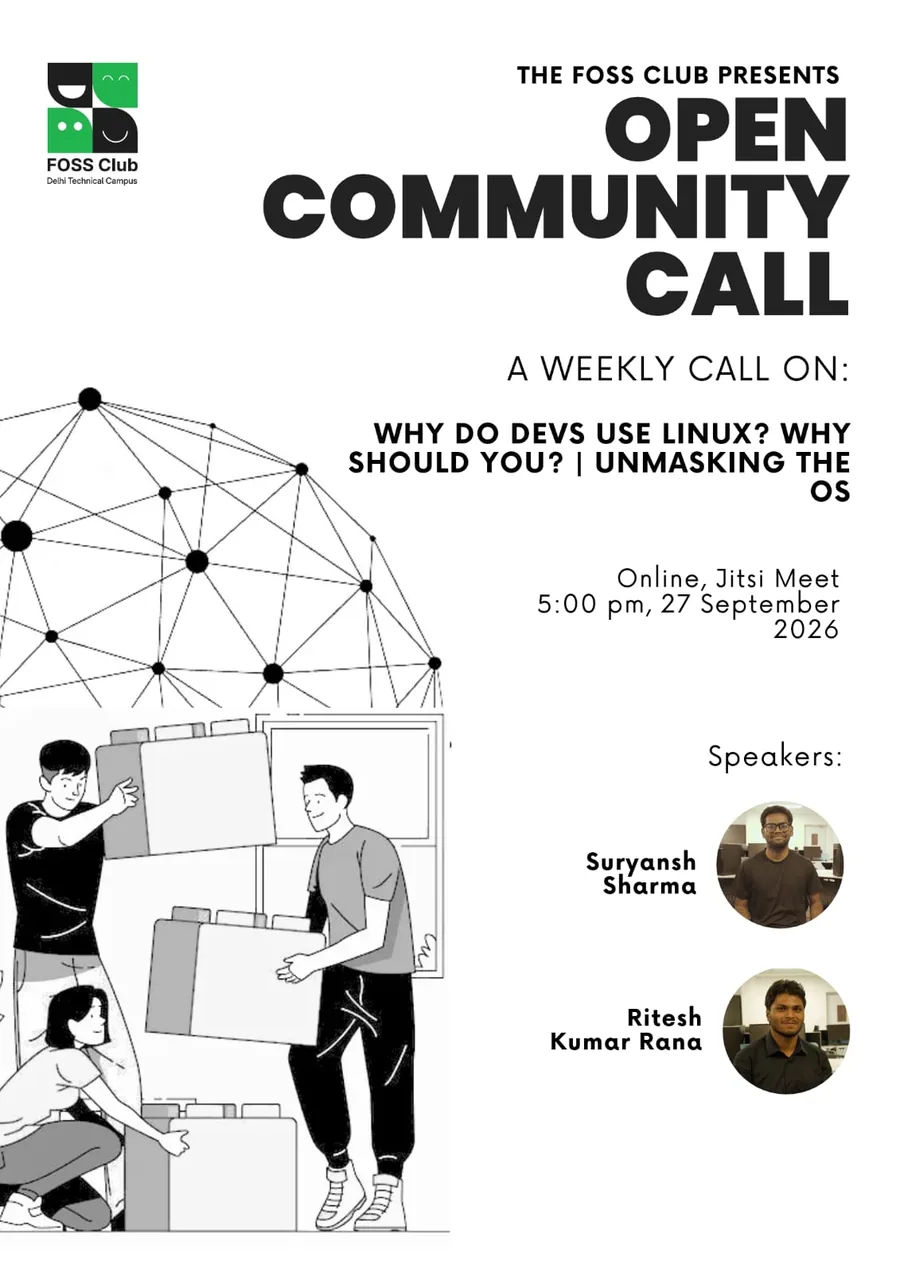 FOSS Club
Delhi Technical Campus
THE FOSS CLUB PRESENTS
OPEN
COMMUNITY
CALL
A WEEKLY CALL ON:
WHY DO DEVS USE LINUX? WHY
SHOULD YOU? | UNMASKING THE
OS
Online, Jitsi Meet
5:00 pm, 27 September
2026
Speakers:
Suryansh
Sharma
Ritesh
Kumar Rana